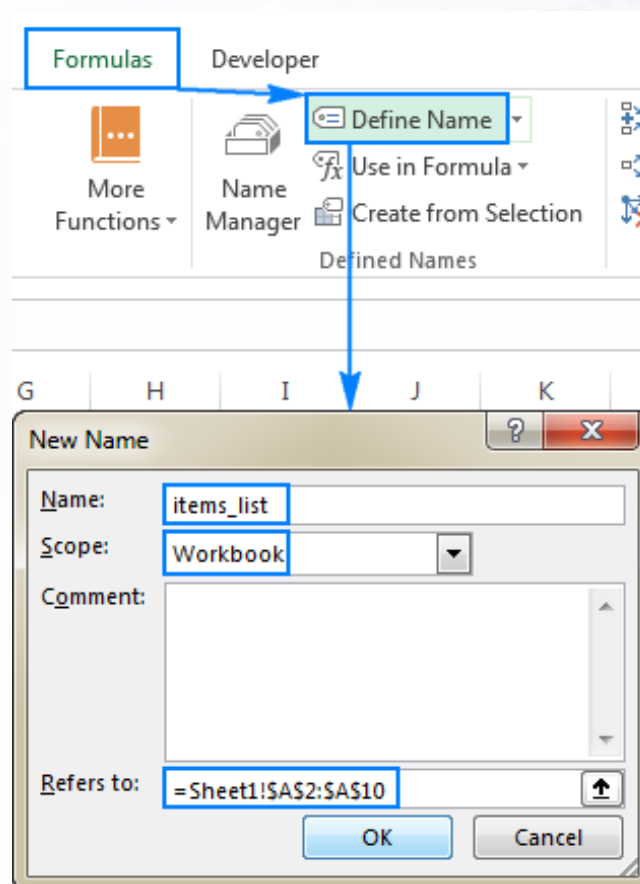 Formulas Developer
Define Name
Use in Formula
More
Functions
Name
Manager
Create from Selection
Defined Names
G H I J K
New Name
?
Name: items_list
Scope: Workbook
Comment:
Refers to: =Sheet1!$A$2:$A$10
OK Cancel